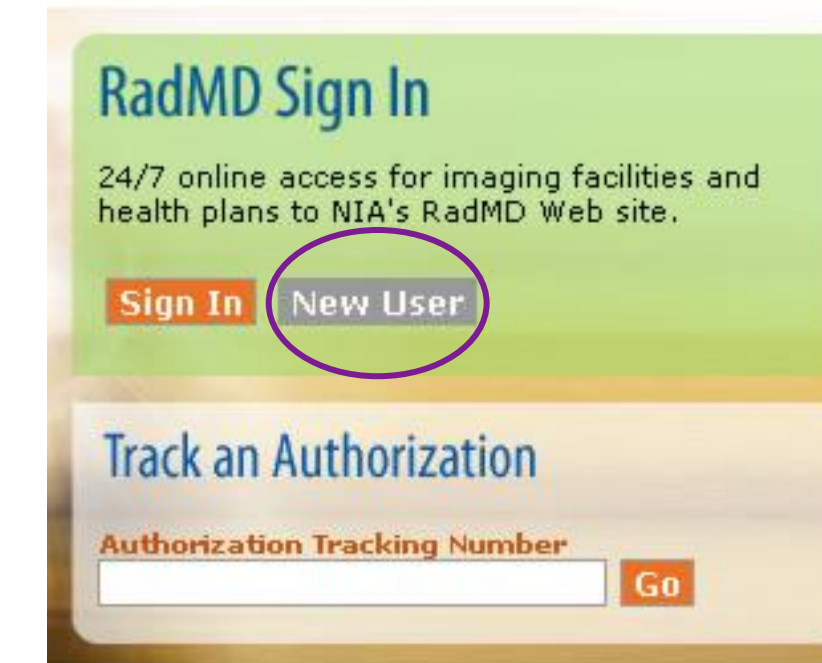 RadMD Sign In
24/7 online access for imaging facilities and
health plans to NIA's RadMD Web site.
Sign In New User
Track an Authorization
Authorization Tracking Number
Go